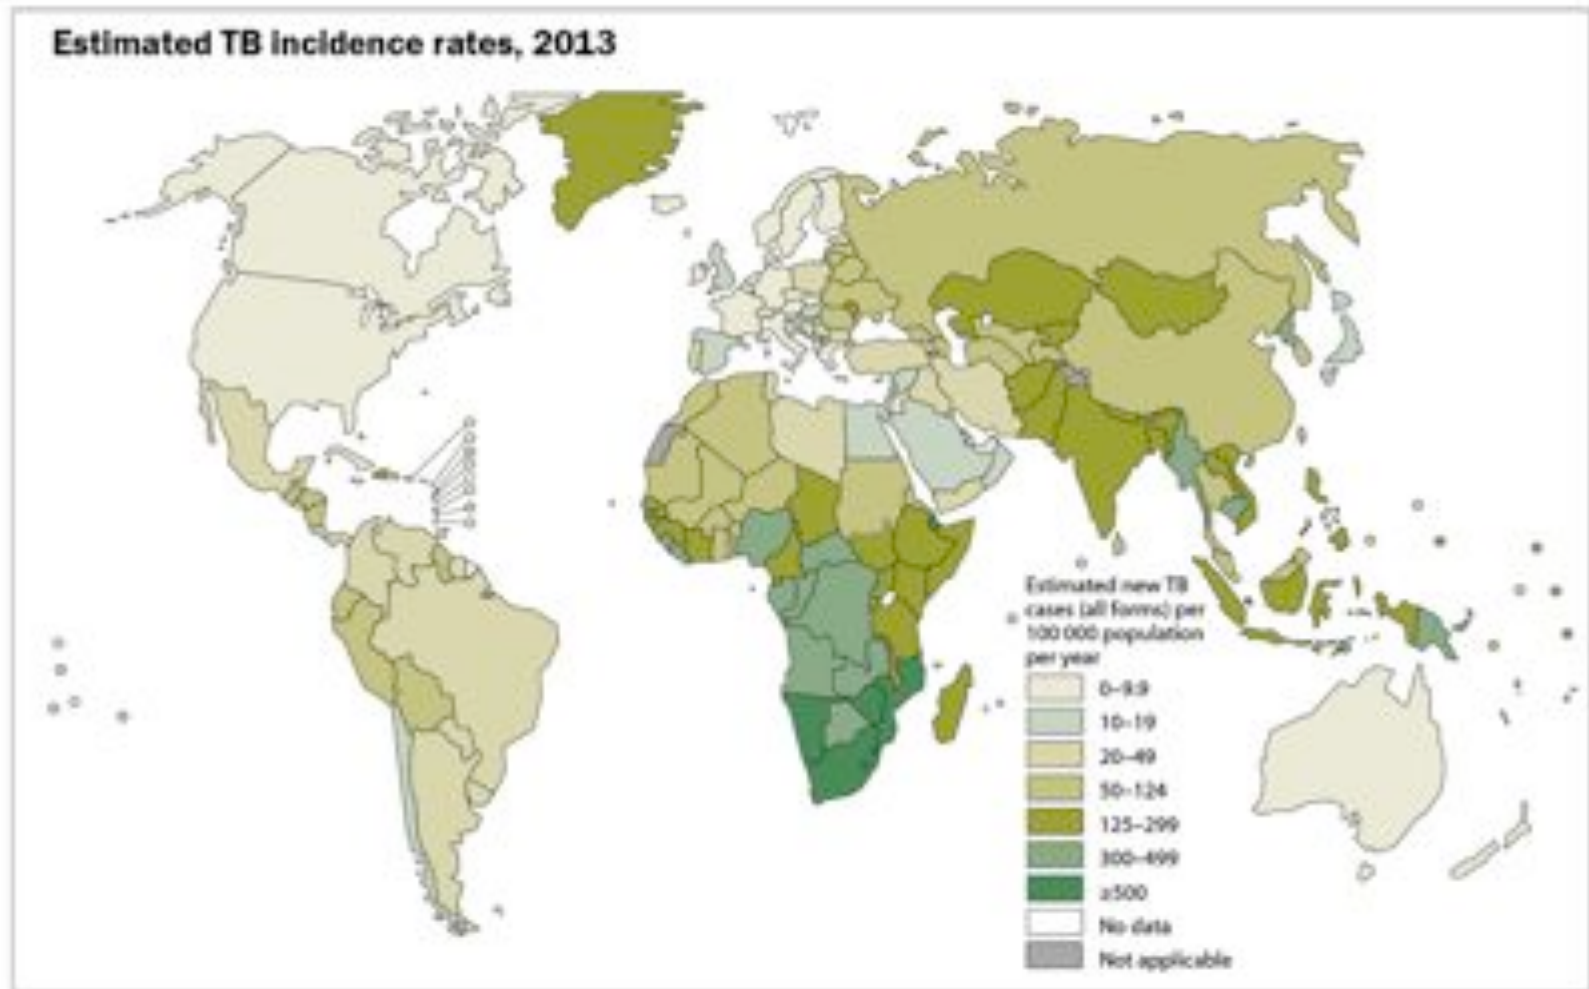 Estimated TB incidence rates, 2013
Estimated new TB
cases (all forms) per
100 000 population
per year
0–9.9
10–19
20–49
50–124
125–299
300–499
≥500
No data
Not applicable